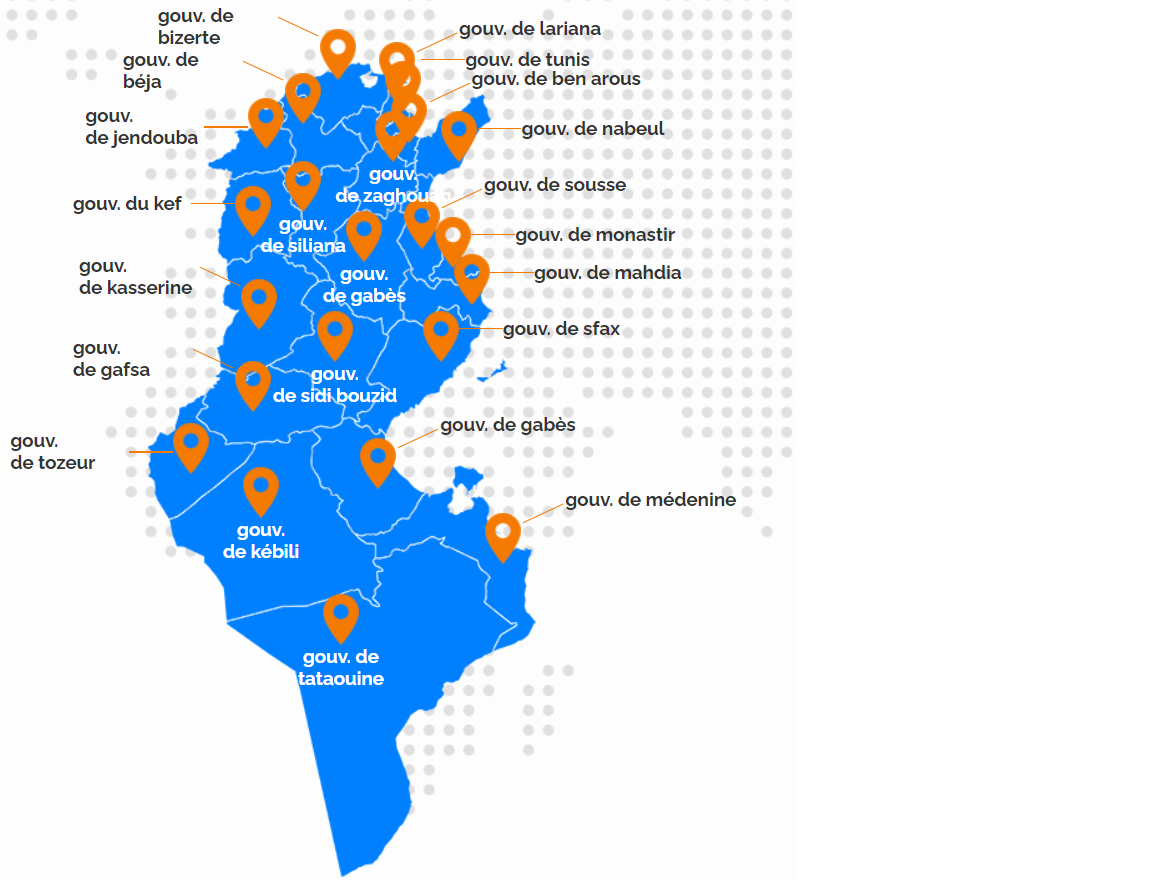 gouv. de
bizerte
gouv. de lariana
gouv. de tunis
gouv. de
béja
gouv. de ben arous
gouv.
de jendouba
gouv. de nabeul
gouv.
de zaghouan
gouv. de sousse
gouv. du kef
gouv.
de siliana
gouv. de monastir
gouv.
de kasserine
gouv.
de gabès
gouv. de mahdia
gouv. de sfax
gouv.
de gafsa
gouv.
de sidi bouzid
gouv. de gabès
gouv.
de tozeur
gouv. de médenine
gouv.
de kébili
gouv. de
tataouine